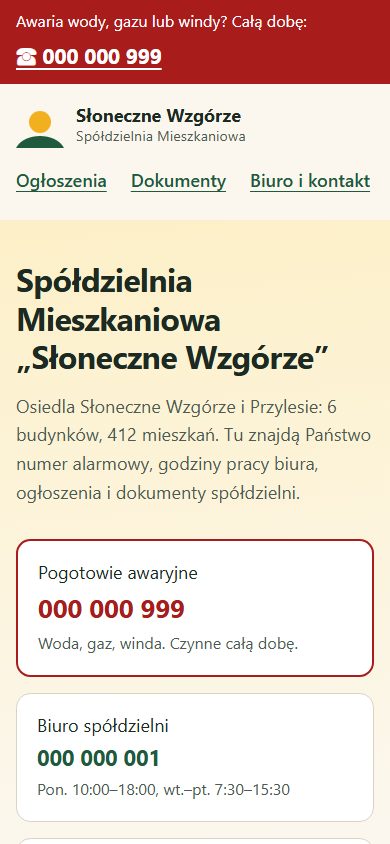 Awaria wody, gazu lub windy? Całą dobę:
☎ 000 000 999
Słoneczne Wzgórze
Spółdzielnia Mieszkaniowa
Ogłoszenia Dokumenty Biuro i kontakt
Spółdzielnia
Mieszkaniowa
„Słoneczne Wzgórze”
Osiedla Słoneczne Wzgórze i Przylesie: 6
budynków, 412 mieszkań. Tu znajdą Państwo
numer alarmowy, godziny pracy biura,
ogłoszenia i dokumenty spółdzielni.
Pogotowie awaryjne
000 000 999
Woda, gaz, winda. Czynne całą dobę.
Biuro spółdzielni
000 000 001
Pon. 10:00–18:00, wt.–pt. 7:30–15:30